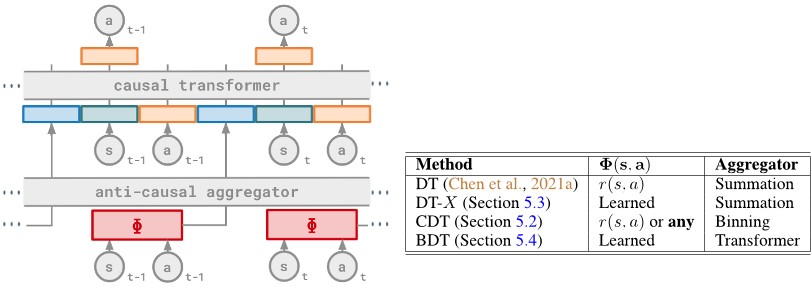 a t-1 a t
causal transformer
s t-1 a t-1 s t a t
anti-causal aggregator
Φ Φ
s t-1 a t-1 s t a t
Method Φ(s, a) Aggregator
DT (Chen et al., 2021a) r(s, a) Summation
DT-X (Section 5.3) Learned Summation
CDT (Section 5.2) r(s, a) or any Binning
BDT (Section 5.4) Learned Transformer